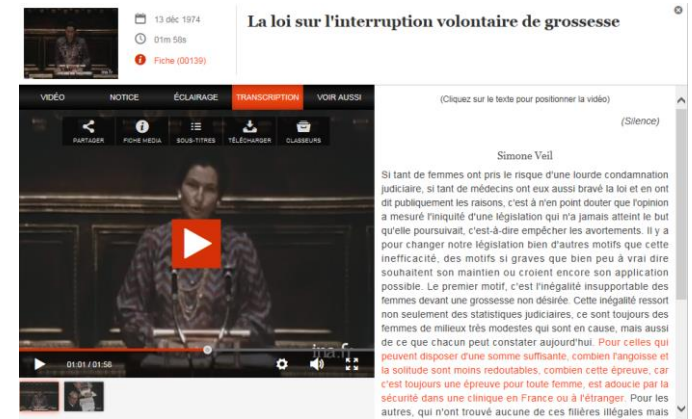 13 déc 1974
La loi sur l'interruption volontaire de grossesse
01m 58s
Fiche (00139)
VIDÉO
NOTICE
ÉCLAIRAGE
TRANSCRIPTION
VOIR AUSSI
PARTAGER
FICHE MEDIA
SOUS-TITRES
TÉLÉCHARGER
CLASSEURS
ina.fr
01:01 / 01:56
(Cliquez sur le texte pour positionner la vidéo)
(Silence)
Simone Veil
Si tant de femmes ont pris le risque d'une lourde condamnation
judiciaire, si tant de médecins ont eux aussi bravé la loi et en ont
dit publiquement les raisons, c'est à n'en point douter que l'opinion
a mesuré l'iniquité d'une législation qui n'a jamais atteint le but
qu'elle poursuivait, c'est-à-dire empêcher les avortements. Il y a
pour changer notre législation bien d'autres motifs que cette
inefficacité, des motifs si graves que bien peu à vrai dire
souhaitent son maintien ou croient encore son application
possible. Le premier motif, c'est l'inégalité insupportable des
femmes devant une grossesse non désirée. Cette inégalité ressort
non seulement des statistiques judiciaires, ce sont toujours des
femmes de milieux très modestes qui sont en cause, mais aussi
de ce que chacun peut constater aujourd'hui. Pour celles qui
peuvent disposer d'une somme suffisante, combien l'angoisse et
la solitude sont moins redoutables, combien cette épreuve, car
c'est toujours une épreuve pour toute femme, est adoucie par la
sécurité dans une clinique en France ou à l'étranger. Pour les
autres, qui n'ont trouvé aucune de ces filières illégales mais